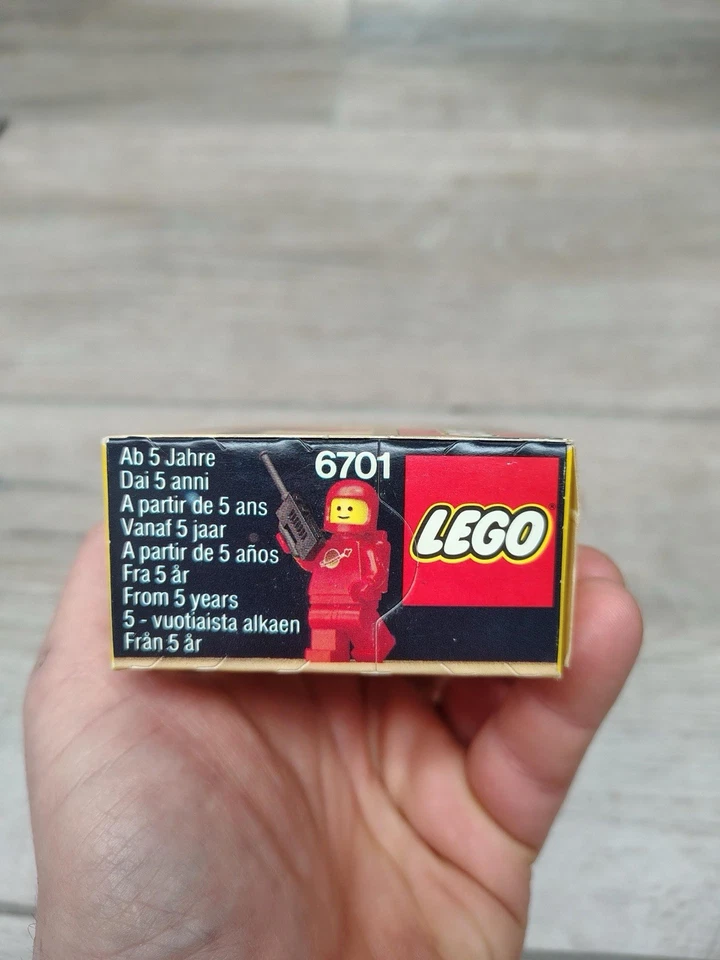 Ab 5 Jahre
Dai 5 anni
A partir de 5 ans
Vanaf 5 jaar
A partir de 5 años
Fra 5 år
From 5 years
5 - vuotiaista alkaen
Från 5 år
6701
LEGO